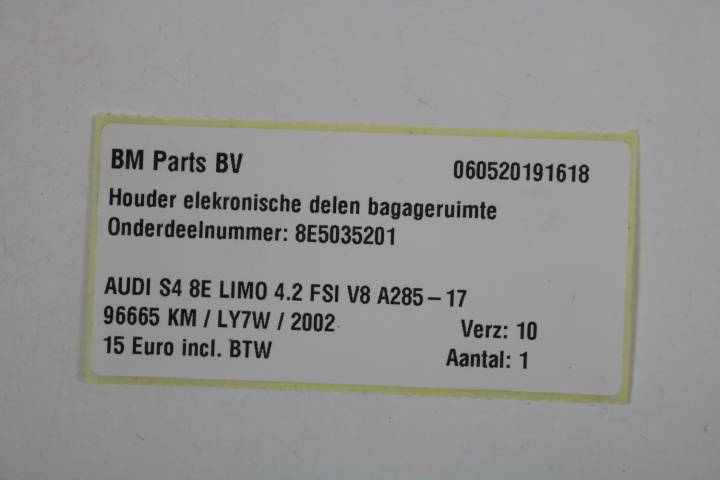 BM Parts BV 060520191618
Houder elekronische delen bagageruimte
Onderdeelnummer: 8E5035201
AUDI S4 8E LIMO 4.2 FSI V8 A285 – 17
96665 KM / LY7W / 2002 Verz: 10
15 Euro incl. BTW Aantal: 1